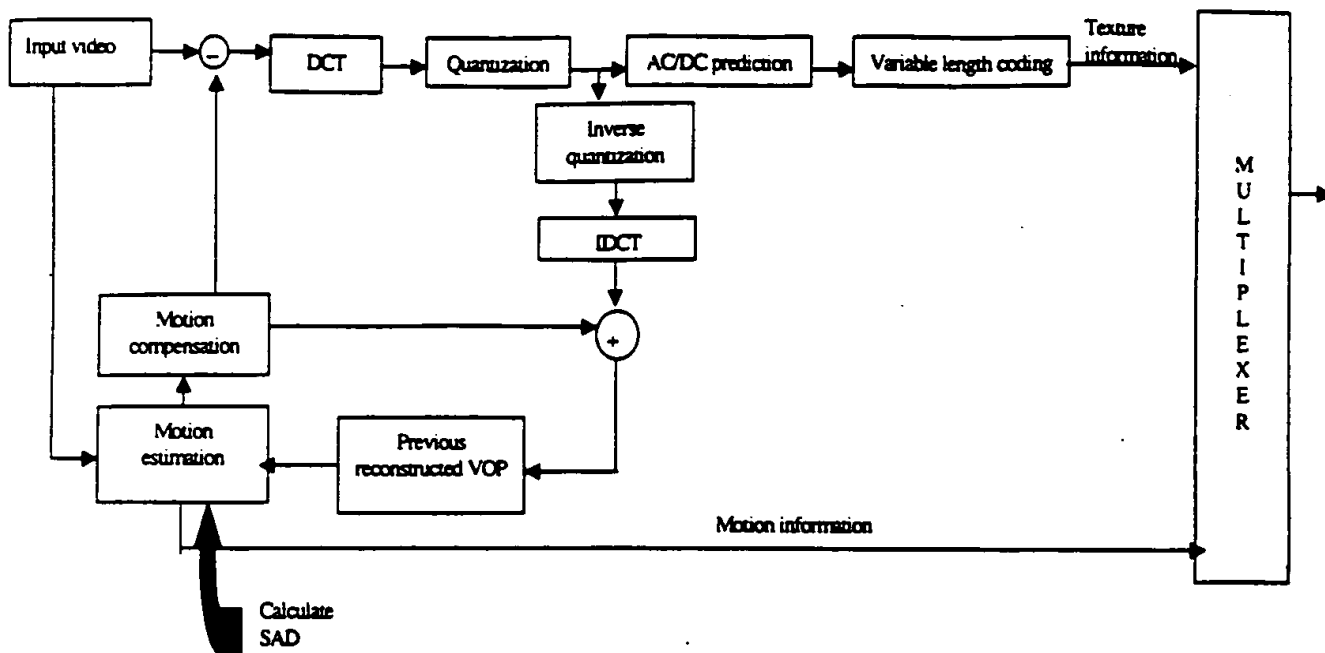 Input video
−
DCT
Quantization
AC/DC prediction
Variable length coding
Texture
information
Inverse
quantization
IDCT
+
Motion
compensation
Motion
estimation
Previous
reconstructed VOP
Motion information
Calculate
SAD
M
U
L
T
I
P
L
E
X
E
R